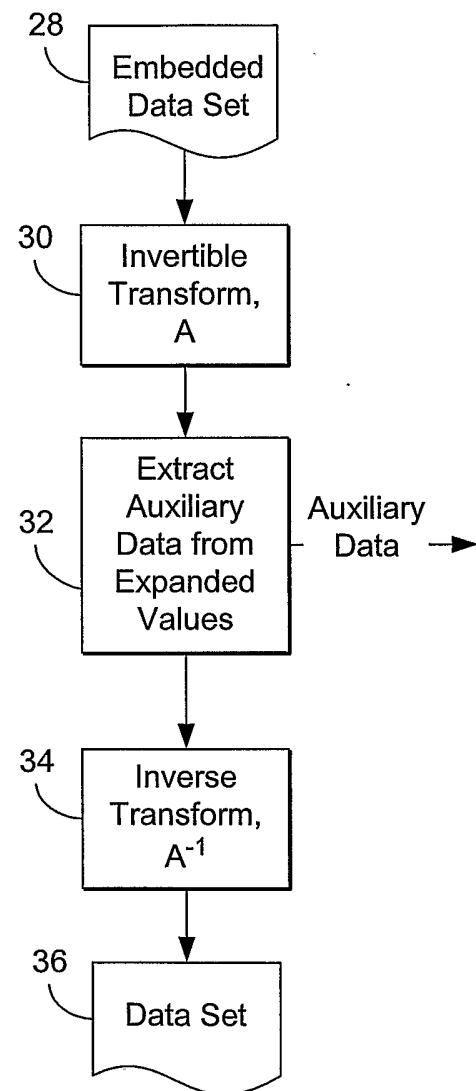 28
Embedded
Data Set
30
Invertible
Transform,
A
32
Extract
Auxiliary
Data from
Expanded
Values
Auxiliary
Data
34
Inverse
Transform,
A⁻¹
36
Data Set